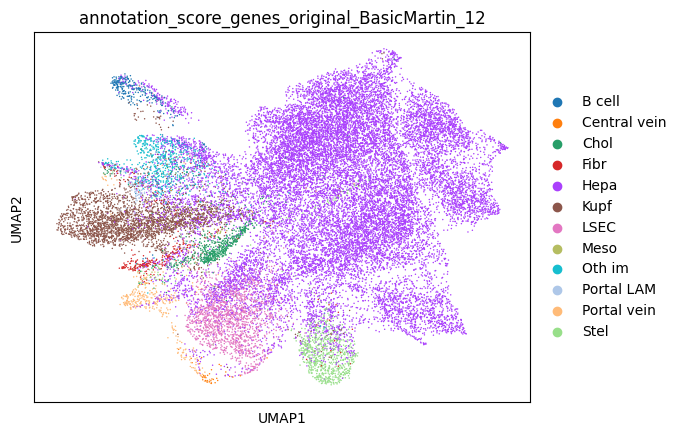 annotation_score_genes_original_BasicMartin_12
UMAP2
UMAP1
B cell
Central vein
Chol
Fibr
Hepa
Kupf
LSEC
Meso
Oth im
Portal LAM
Portal vein
Stel